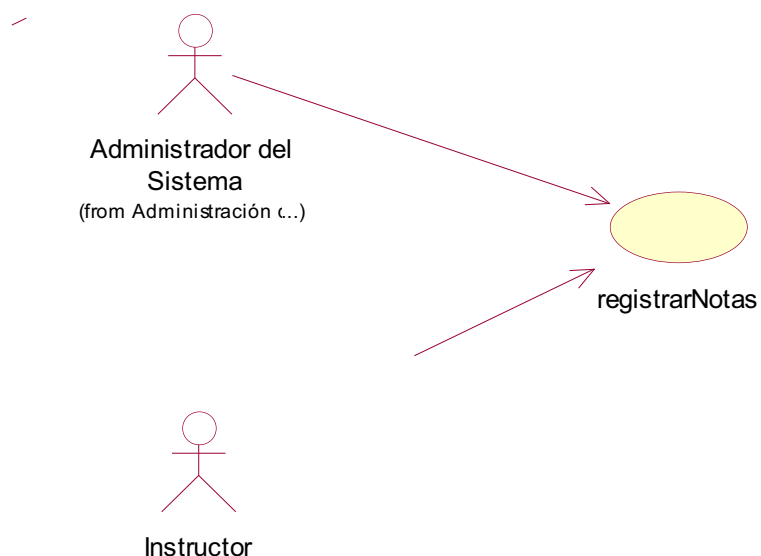 Administrador del
Sistema
(from Administración c...)
registrarNotas
Instructor